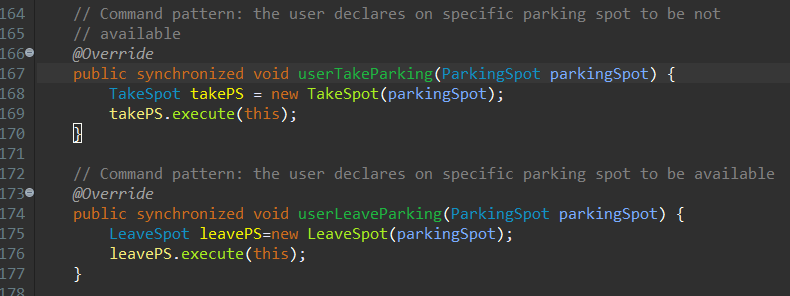 164 // Command pattern: the user declares on specific parking spot to be not
165 // available
166 @Override
167 public synchronized void userTakeParking(ParkingSpot parkingSpot) {
168 TakeSpot takePS = new TakeSpot(parkingSpot);
169 takePS.execute(this);
170 }
171
172 // Command pattern: the user declares on specific parking spot to be available
173 @Override
174 public synchronized void userLeaveParking(ParkingSpot parkingSpot) {
175 LeaveSpot leavePS=new LeaveSpot(parkingSpot);
176 leavePS.execute(this);
177 }
178